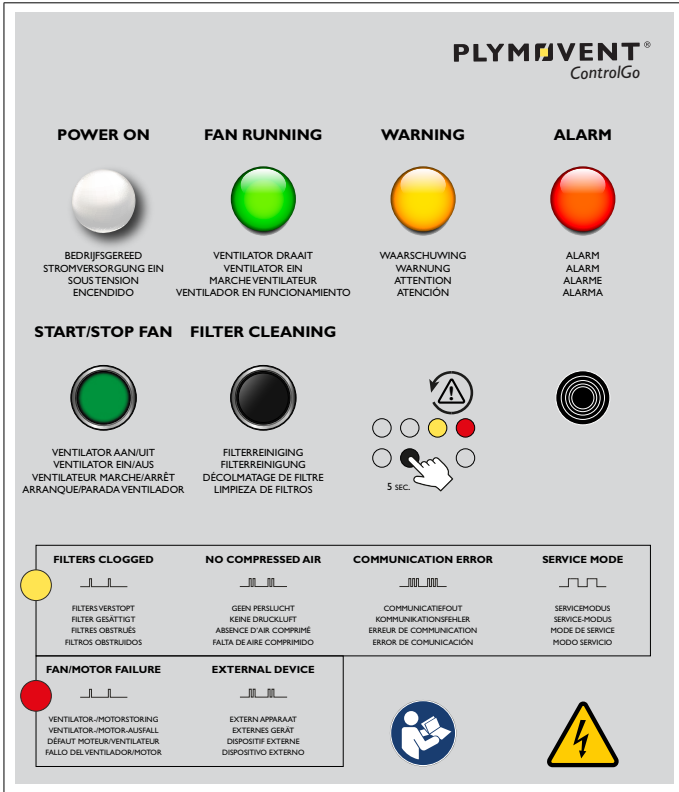 PLYMOVENT®
ControlGo
POWER ON
BEDRIJFSGEREED
STROMVERSORGUNG EIN
SOUS TENSION
ENCENDIDO
FAN RUNNING
VENTILATOR DRAAIT
VENTILATOR EIN
MARCHE VENTILATEUR
VENTILADOR EN FUNCIONAMIENTO
WARNING
WAARSCHUWING
WARNUNG
ATTENTION
ATENCIÓN
ALARM
ALARM
ALARM
ALARME
ALARMA
START/STOP FAN
VENTILATOR AAN/UIT
VENTILATOR EIN/AUS
VENTILATEUR MARCHE/ARRÊT
ARRANQUE/PARADA VENTILADOR
FILTER CLEANING
FILTERREINIGING
FILTERREINIGUNG
DÉCOLMATAGE DE FILTRE
LIMPIEZA DE FILTROS
5 SEC.
FILTERS CLOGGED
FILTERS VERSTOPT
FILTER GESÄTTIGT
FILTRES OBSTRUÉS
FILTROS OBSTRUIDOS
NO COMPRESSED AIR
GEEN PERSLUCHT
KEINE DRUCKLUFT
ABSENCE D'AIR COMPRIMÉ
FALTA DE AIRE COMPRIMIDO
COMMUNICATION ERROR
COMMUNICATIEFOUT
KOMMUNIKATIONSFEHLER
ERREUR DE COMMUNICATION
ERROR DE COMUNICACIÓN
SERVICE MODE
SERVICEMODUS
SERVICE-MODUS
MODE DE SERVICE
MODO SERVICIO
FAN/MOTOR FAILURE
VENTILATOR-/MOTORSTORING
VENTILATOR-/MOTOR-AUSFALL
DÉFAUT MOTEUR/VENTILATEUR
FALLO DEL VENTILADOR/MOTOR
EXTERNAL DEVICE
EXTERN APPARAAT
EXTERNES GERÄT
DISPOSITIF EXTERNE
DISPOSITIVO EXTERNO